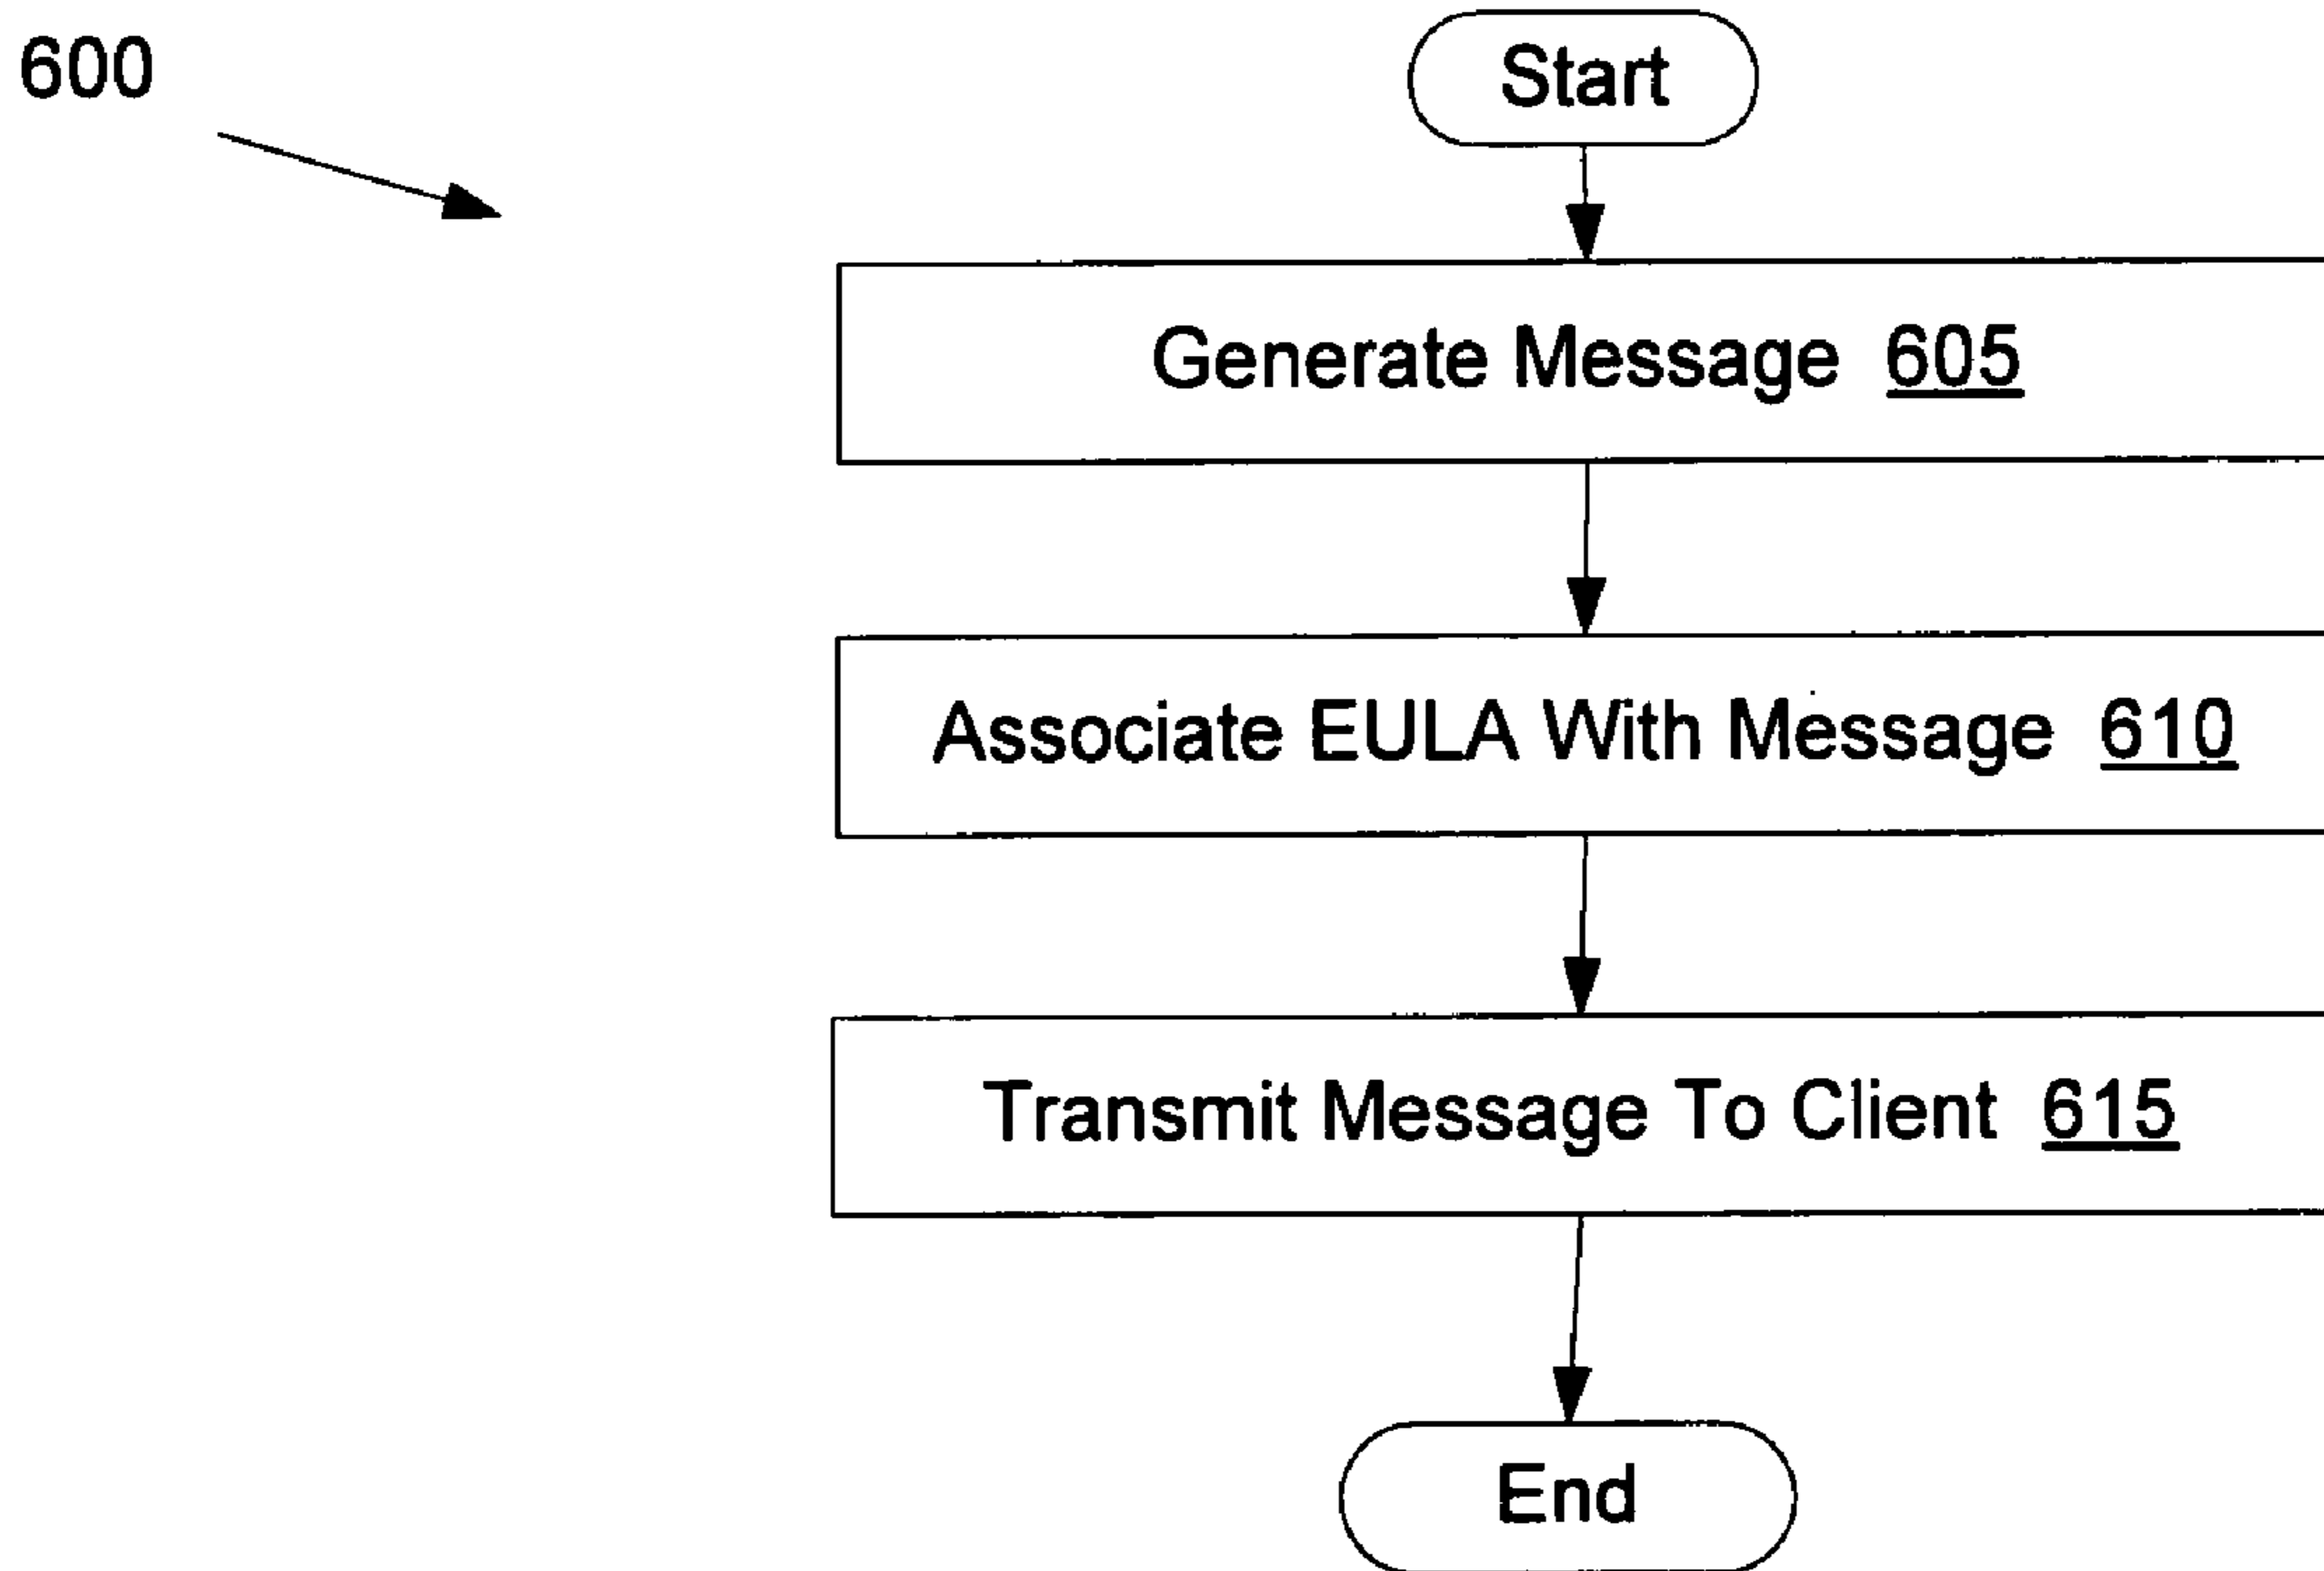 600
Start
Generate Message 605
Associate EULA With Message 610
Transmit Message To Client 615
End